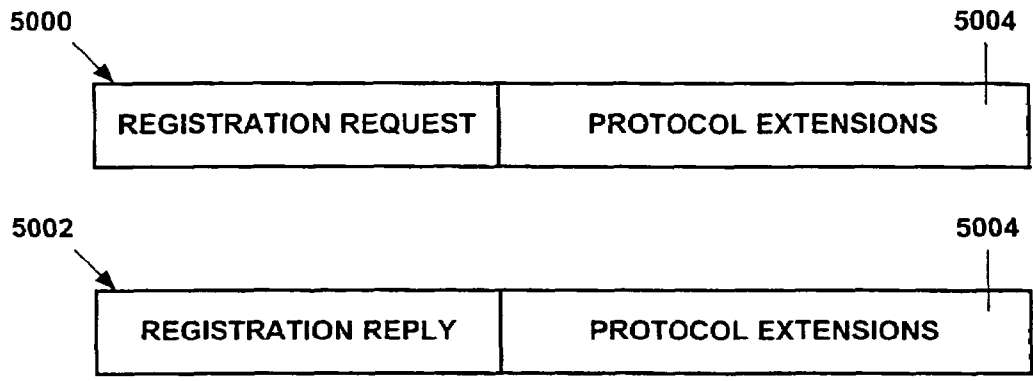 5000 5004
REGISTRATION REQUEST PROTOCOL EXTENSIONS
5002 5004
REGISTRATION REPLY PROTOCOL EXTENSIONS